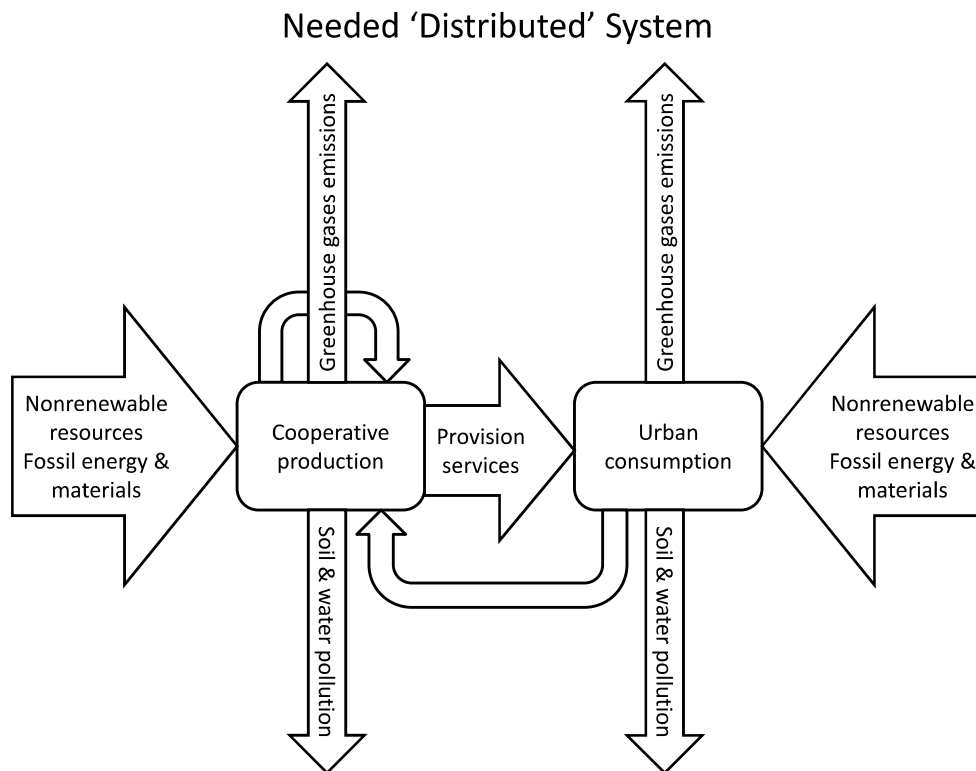 Needed ‘Distributed’ System
Greenhouse gases emissions
Greenhouse gases emissions
Nonrenewable
resources
Fossil energy &
materials
Cooperative
production
Provision
services
Urban
consumption
Nonrenewable
resources
Fossil energy &
materials
Soil & water pollution
Soil & water pollution